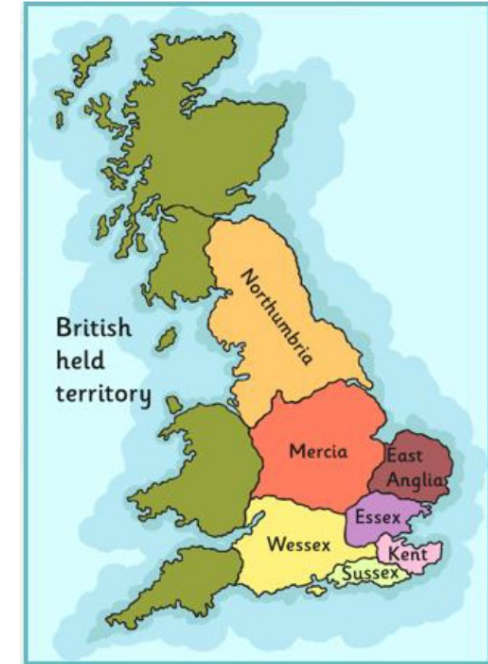 Northumbria
British
held
territory
Mercia
East
Anglia
Essex
Wessex
Kent
Sussex